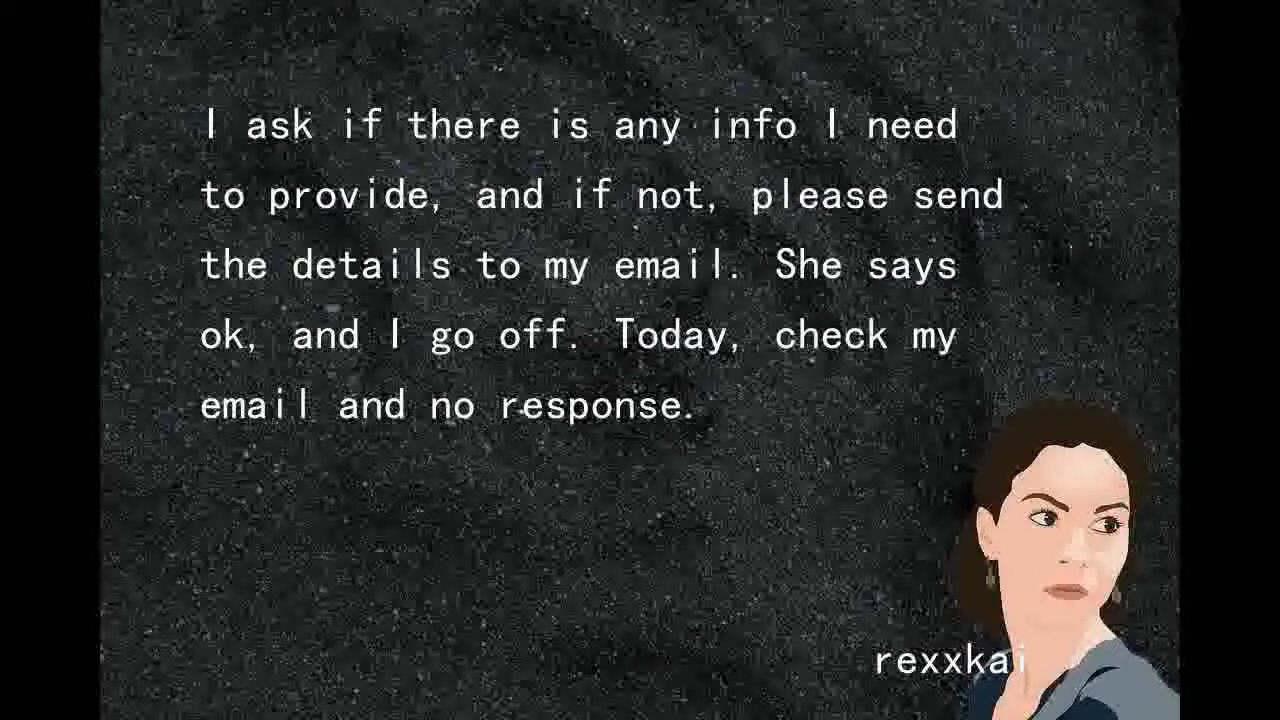 I ask if there is any info I need
to provide, and if not, please send
the details to my email. She says
ok, and I go off. Today, check my
email and no response.
rexxkai